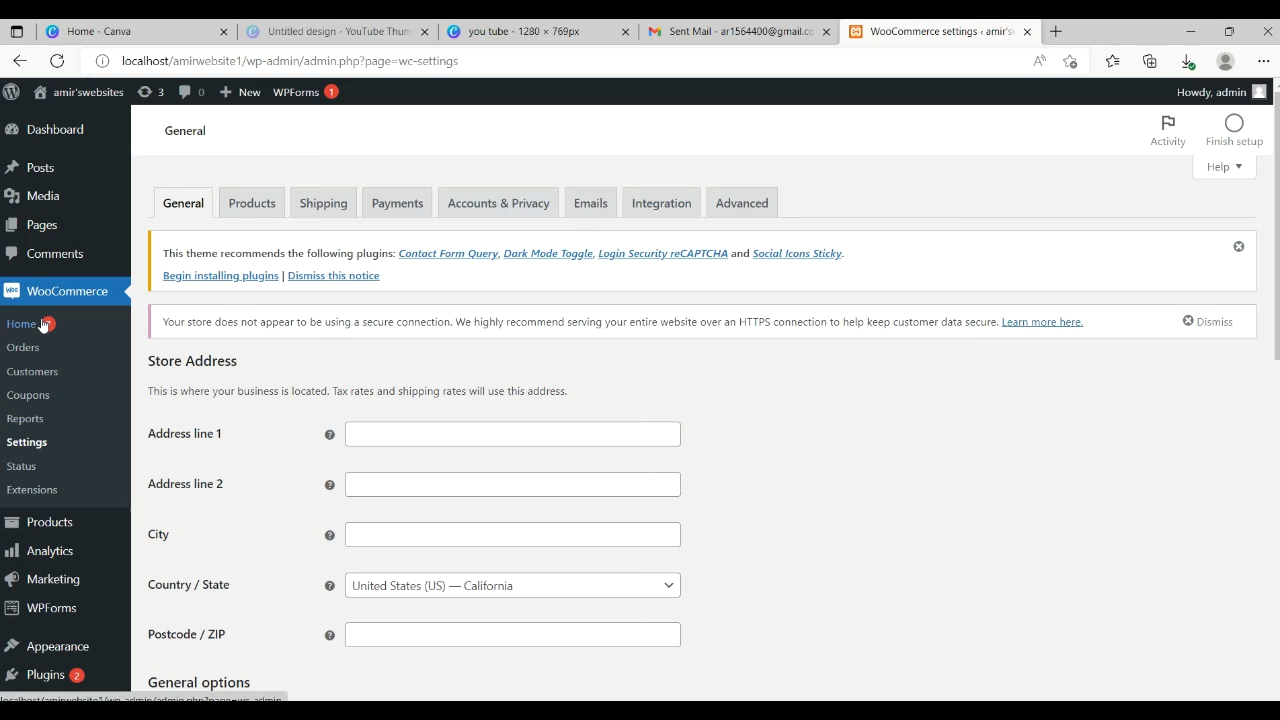 Home - Canva
Untitled design - YouTube Thum
you tube - 1280 × 769px
Sent Mail - ar1564400@gmail.co
WooCommerce settings ‹ amir's
localhost/amirwebsite1/wp-admin/admin.php?page=wc-settings
amir'swebsites 3 0 New WPForms 1
Howdy, admin
Dashboard
Posts
Media
Pages
Comments
WooCommerce
Home
Orders
Customers
Coupons
Reports
Settings
Status
Extensions
Products
Analytics
Marketing
WPForms
Appearance
Plugins 2
localhost/amirwebsite1/wp-admin/admin.php?page=wc-admin
General
Activity
Finish setup
Help
General Products Shipping Payments Accounts & Privacy Emails Integration Advanced
This theme recommends the following plugins: Contact Form Query, Dark Mode Toggle, Login Security reCAPTCHA and Social Icons Sticky.
Begin installing plugins | Dismiss this notice
Your store does not appear to be using a secure connection. We highly recommend serving your entire website over an HTTPS connection to help keep customer data secure. Learn more here.
Dismiss
Store Address
This is where your business is located. Tax rates and shipping rates will use this address.
Address line 1
Address line 2
City
Country / State
United States (US) — California
Postcode / ZIP
General options